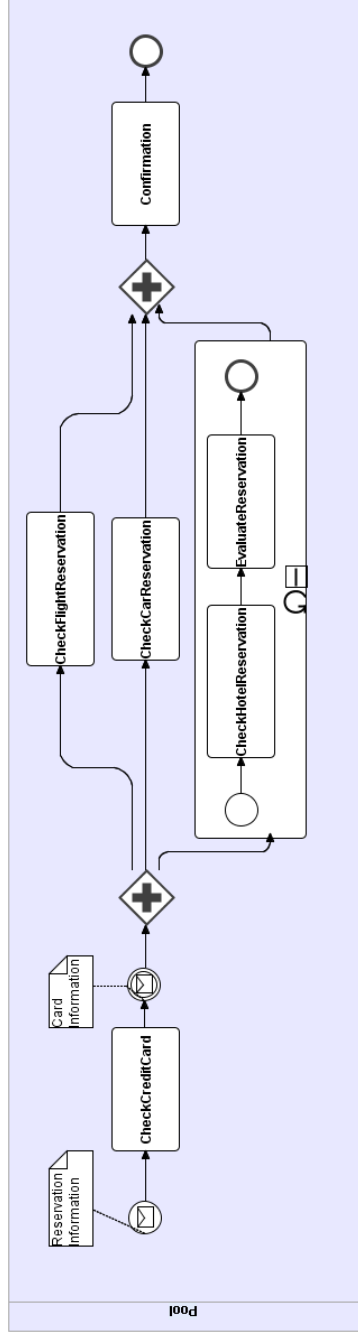 Pool
Reservation
Information
CheckCreditCard
Card
Information
CheckFlightReservation
CheckCarReservation
CheckHotelReservation
EvaluateReservation
Confirmation